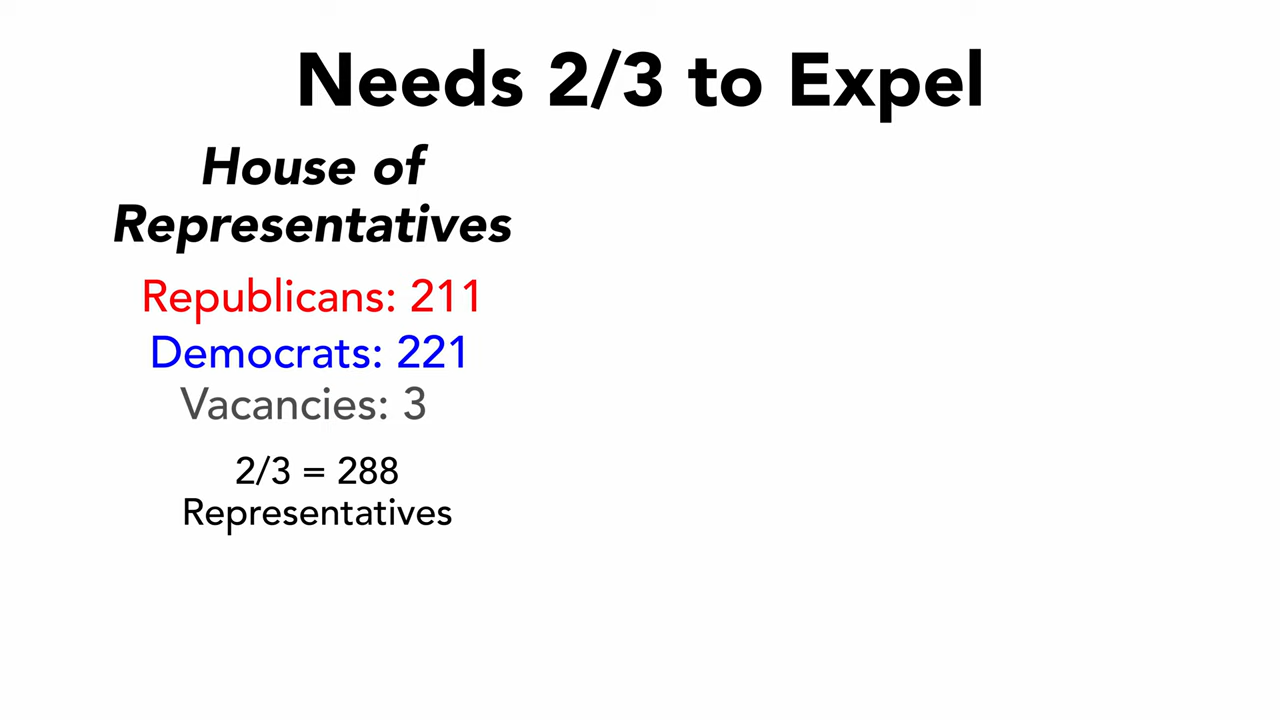 Needs 2/3 to Expel
House of
Representatives
Republicans: 211
Democrats: 221
Vacancies: 3
2/3 = 288
Representatives